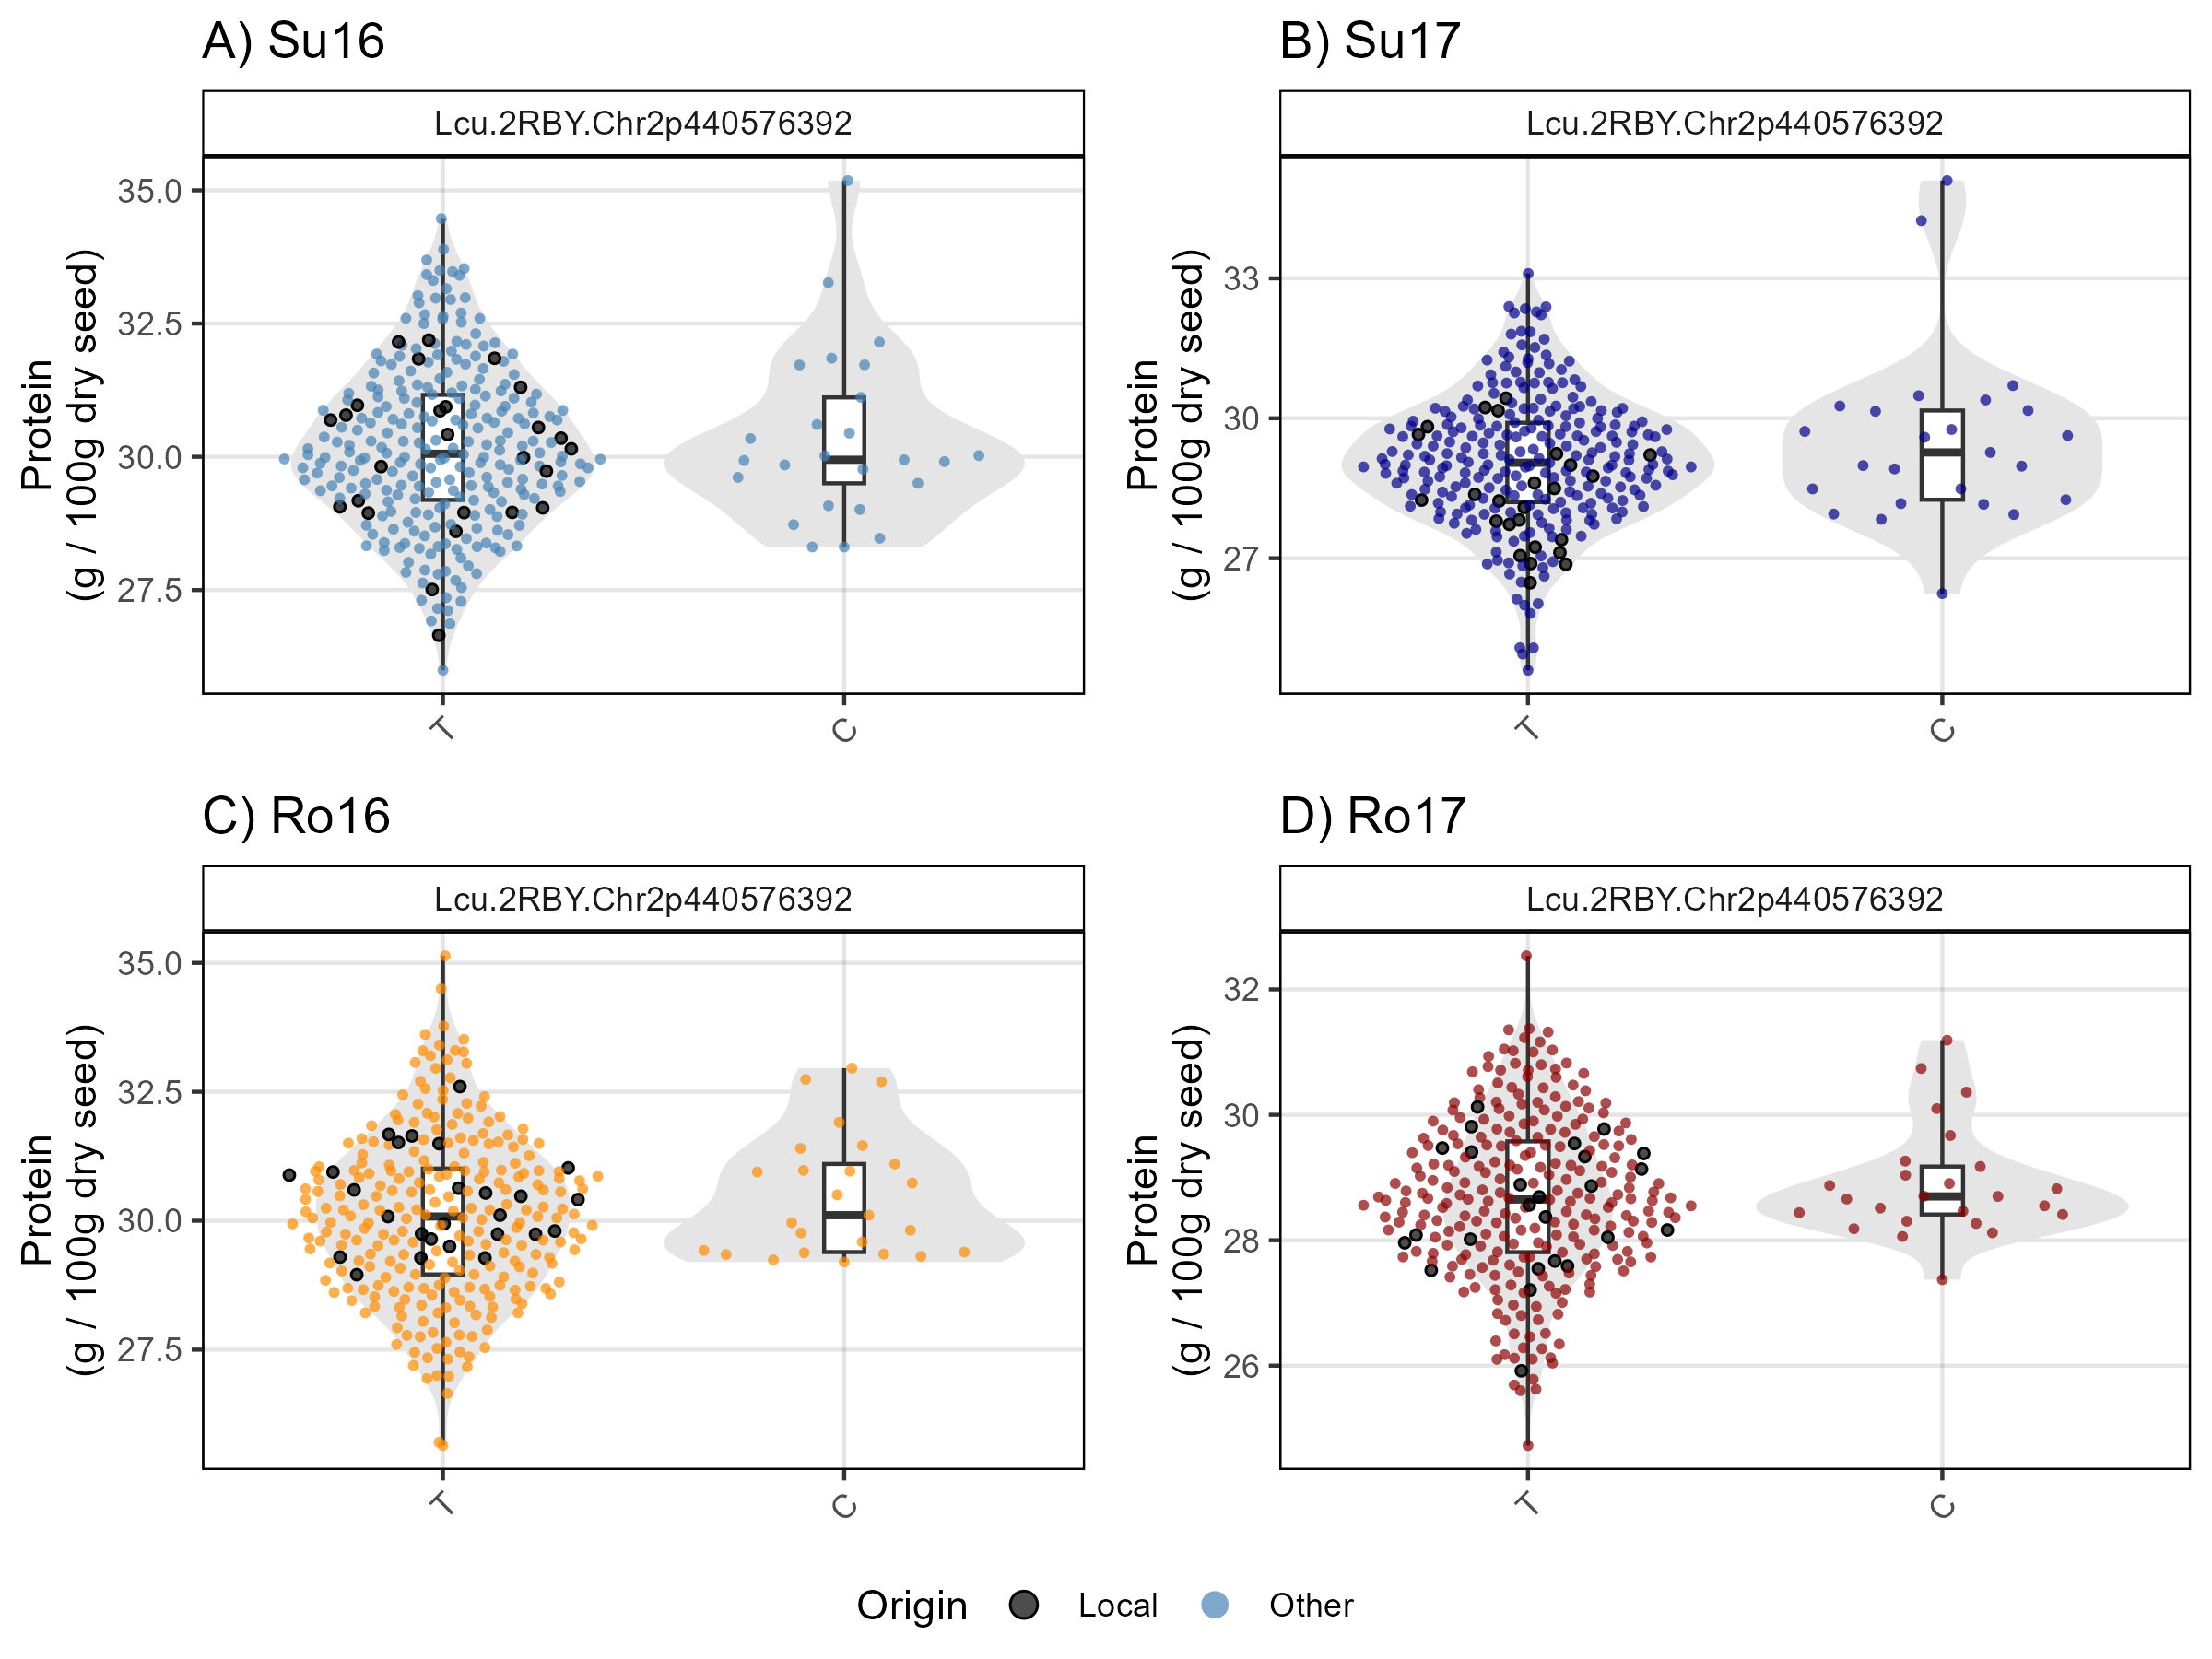 A) Su16
Lcu.2RBY.Chr2p440576392
Protein
(g / 100g dry seed)
35.0
32.5
30.0
27.5
T
C
B) Su17
Lcu.2RBY.Chr2p440576392
Protein
(g / 100g dry seed)
33
30
27
T
C
C) Ro16
Lcu.2RBY.Chr2p440576392
Protein
(g / 100g dry seed)
35.0
32.5
30.0
27.5
T
C
D) Ro17
Lcu.2RBY.Chr2p440576392
Protein
(g / 100g dry seed)
32
30
28
26
T
C
Origin Local Other